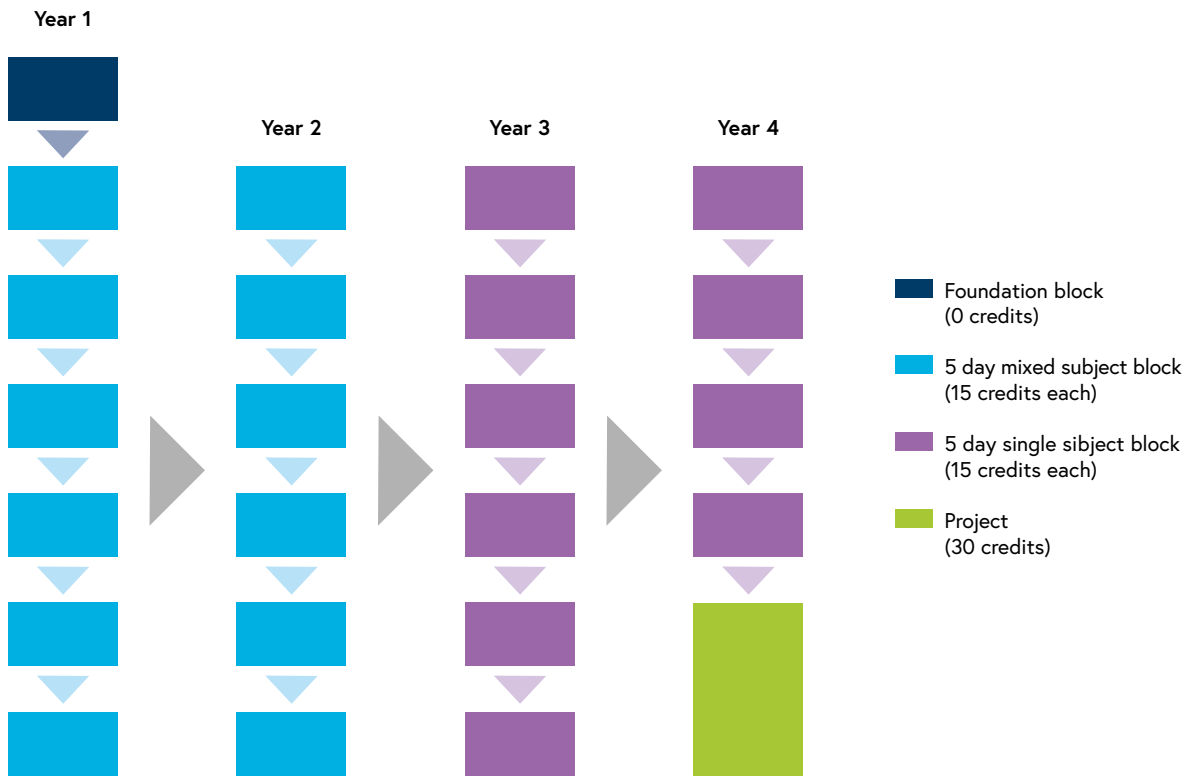 Year 1
Year 2
Year 3
Year 4
Foundation block
(0 credits)
5 day mixed subject block
(15 credits each)
5 day single sibject block
(15 credits each)
Project
(30 credits)